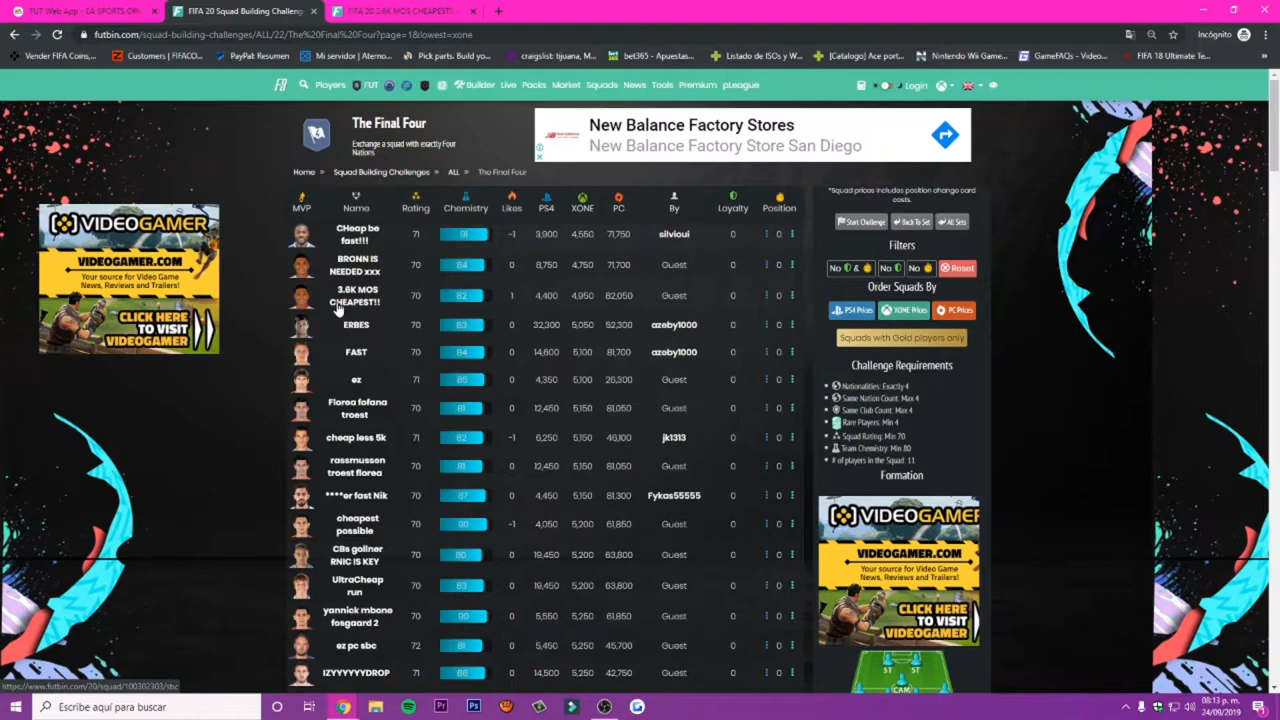 FUT Web App - EA SPORTS Off
FIFA 20 Squad Building Challenge
FIFA 20 3.6K MOS CHEAPEST!!
futbin.com/squad-building-challenges/ALL/22/The%20Final%20Four?page=1&lowest=xone
Incógnito
Vender FIFA Coins,...
Customers | FIFACO...
PayPal Resumen
Mi servidor | Aterno...
Pick parts. Build yo...
craigslist: tijuana, M...
bet365 - Apuestas...
Listado de ISOs y W...
[Catalogo] Ace port...
Nintendo Wii Game...
GameFAQs - Video...
FIFA 18 Ultimate Te...
Players FUT Builder Live Packs Market Squads News Tools Premium pLeague Login
The Final Four
Exchange a squad with exactly Four
Nations
New Balance Factory Stores
New Balance Factory Store San Diego
Home » Squad Building Challenges » ALL » The Final Four
MVP Name Rating Chemistry Likes PS4 XONE PC By Loyalty Position
CHeap be
fast!!! 71 91 -1 3,900 4,550 71,750 silvioui 0 0
BRONN IS
NEEDED xxx 70 84 0 8,750 4,750 71,700 Guest 0 0
3.6K MOS
CHEAPEST!! 70 82 1 4,400 4,950 82,050 Guest 0 0
ERBES 70 83 0 32,300 5,050 52,300 azeby1000 0 0
FAST 70 84 0 14,600 5,100 81,700 azeby1000 0 0
ez 71 85 0 4,350 5,100 26,300 Guest 0 0
Florea fofana
troest 70 81 0 12,450 5,150 81,050 Guest 0 0
cheap less 5k 71 82 -1 6,250 5,150 46,100 jk1313 0 0
rassmussen
troest florea 70 81 0 12,450 5,150 81,050 Guest 0 0
****er fast Nik 70 87 0 4,450 5,150 81,300 Fykas55555 0 0
cheapest
possible 70 90 -1 4,050 5,200 61,850 Guest 0 0
CBs gollner
RNIC IS KEY 70 80 0 19,450 5,200 63,800 Guest 0 0
UltraCheap
run 70 83 0 19,450 5,200 63,800 Guest 0 0
yannick mbone
fosgaard 2 70 90 0 5,550 5,250 61,850 Guest 0 0
ez pc sbc 72 81 0 5,450 5,250 45,700 Guest 0 0
IZYYYYYDROP 71 86 0 14,500 5,250 42,750 Guest 0 0
*Squad prices includes position change card
costs.
Start Challenge Back To Set All Sets
Filters
No & No No Reset
Order Squads By
PS4 Prices XONE Prices PC Prices
Squads with Gold players only
Challenge Requirements
Nationalities: Exactly 4
Same Nation Count: Max 4
Same Club Count: Max 4
Rare Players: Min 4
Squad Rating: Min 70
Team Chemistry: Min 80
# of players in the Squad: 11
Formation
VIDEOGAMER
VIDEOGAMER.COM
Your source for Video Game
News, Reviews and Trailers!
CLICK HERE
TO VISIT
VIDEOGAMER
VIDEOGAMER
VIDEOGAMER.COM
Your source for Video Game
News, Reviews and Trailers!
CLICK HERE
TO VISIT
VIDEOGAMER
ST ST
CAM
https://www.futbin.com/20/squad/100302303/sbc
Escribe aquí para buscar
08:13 p.m.
24/09/2019